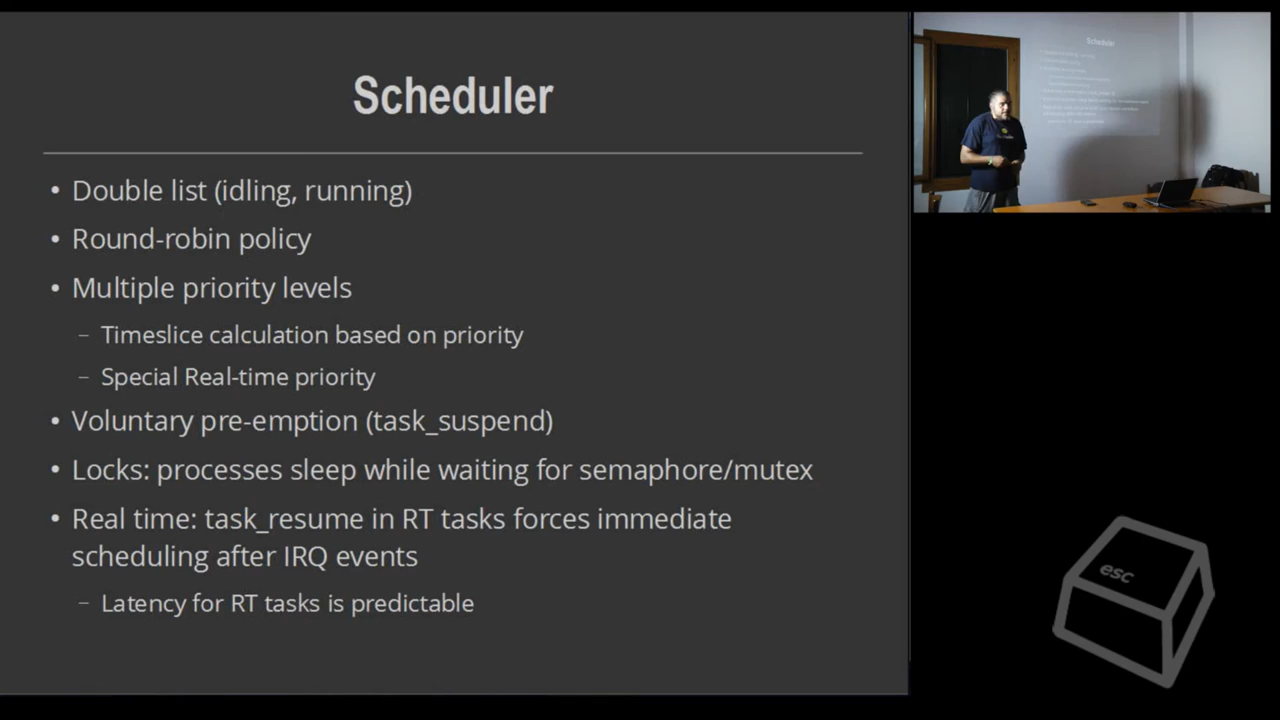 Scheduler
• Double list (idling, running)
• Round-robin policy
• Multiple priority levels
– Timeslice calculation based on priority
– Special Real-time priority
• Voluntary pre-emption (task_suspend)
• Locks: processes sleep while waiting for semaphore/mutex
• Real time: task_resume in RT tasks forces immediate
scheduling after IRQ events
– Latency for RT tasks is predictable
Scheduler
esc